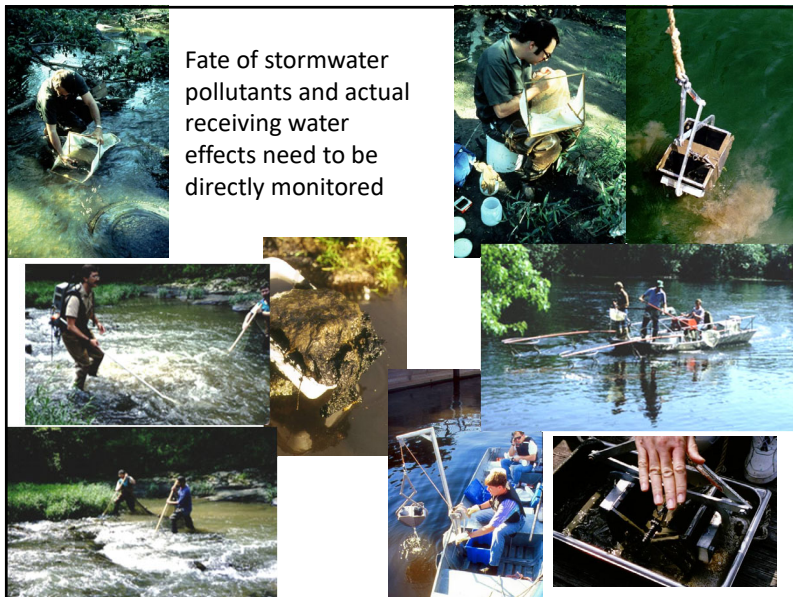 Fate of stormwater
pollutants and actual
receiving water
effects need to be
directly monitored